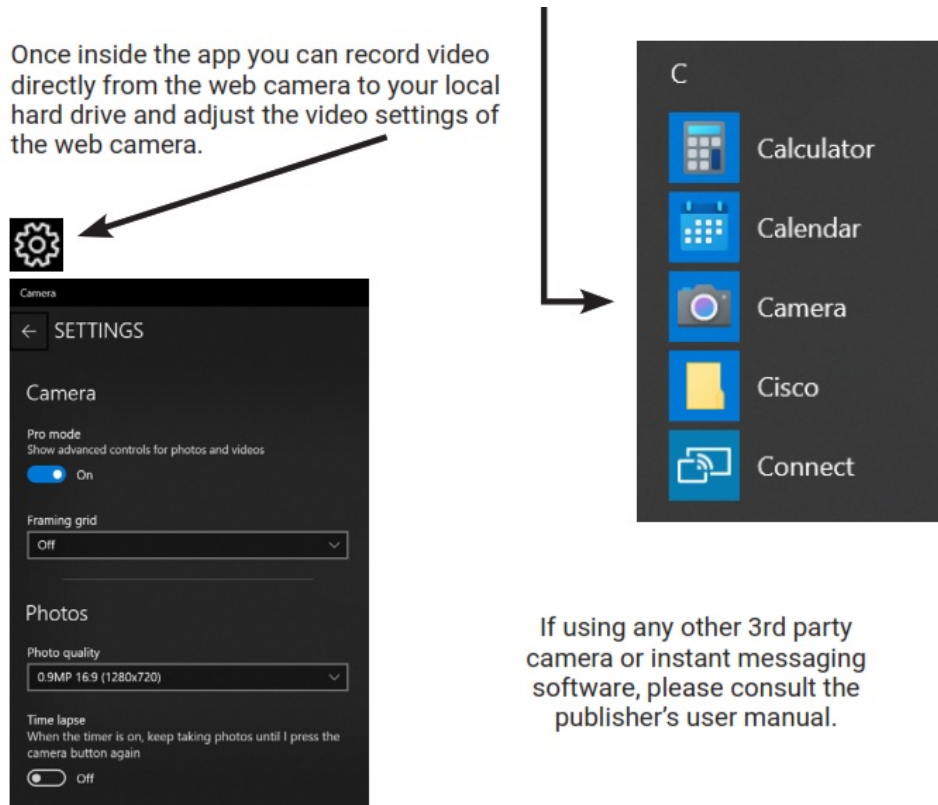 Once inside the app you can record video
directly from the web camera to your local
hard drive and adjust the video settings of
the web camera.
Camera
SETTINGS
Camera
Pro mode
Show advanced controls for photos and videos
On
Framing grid
Off
Photos
Photo quality
0.9MP 16:9 (1280x720)
Time lapse
When the timer is on, keep taking photos until I press the
camera button again
Off
C
Calculator
Calendar
Camera
Cisco
Connect
If using any other 3rd party
camera or instant messaging
software, please consult the
publisher's user manual.